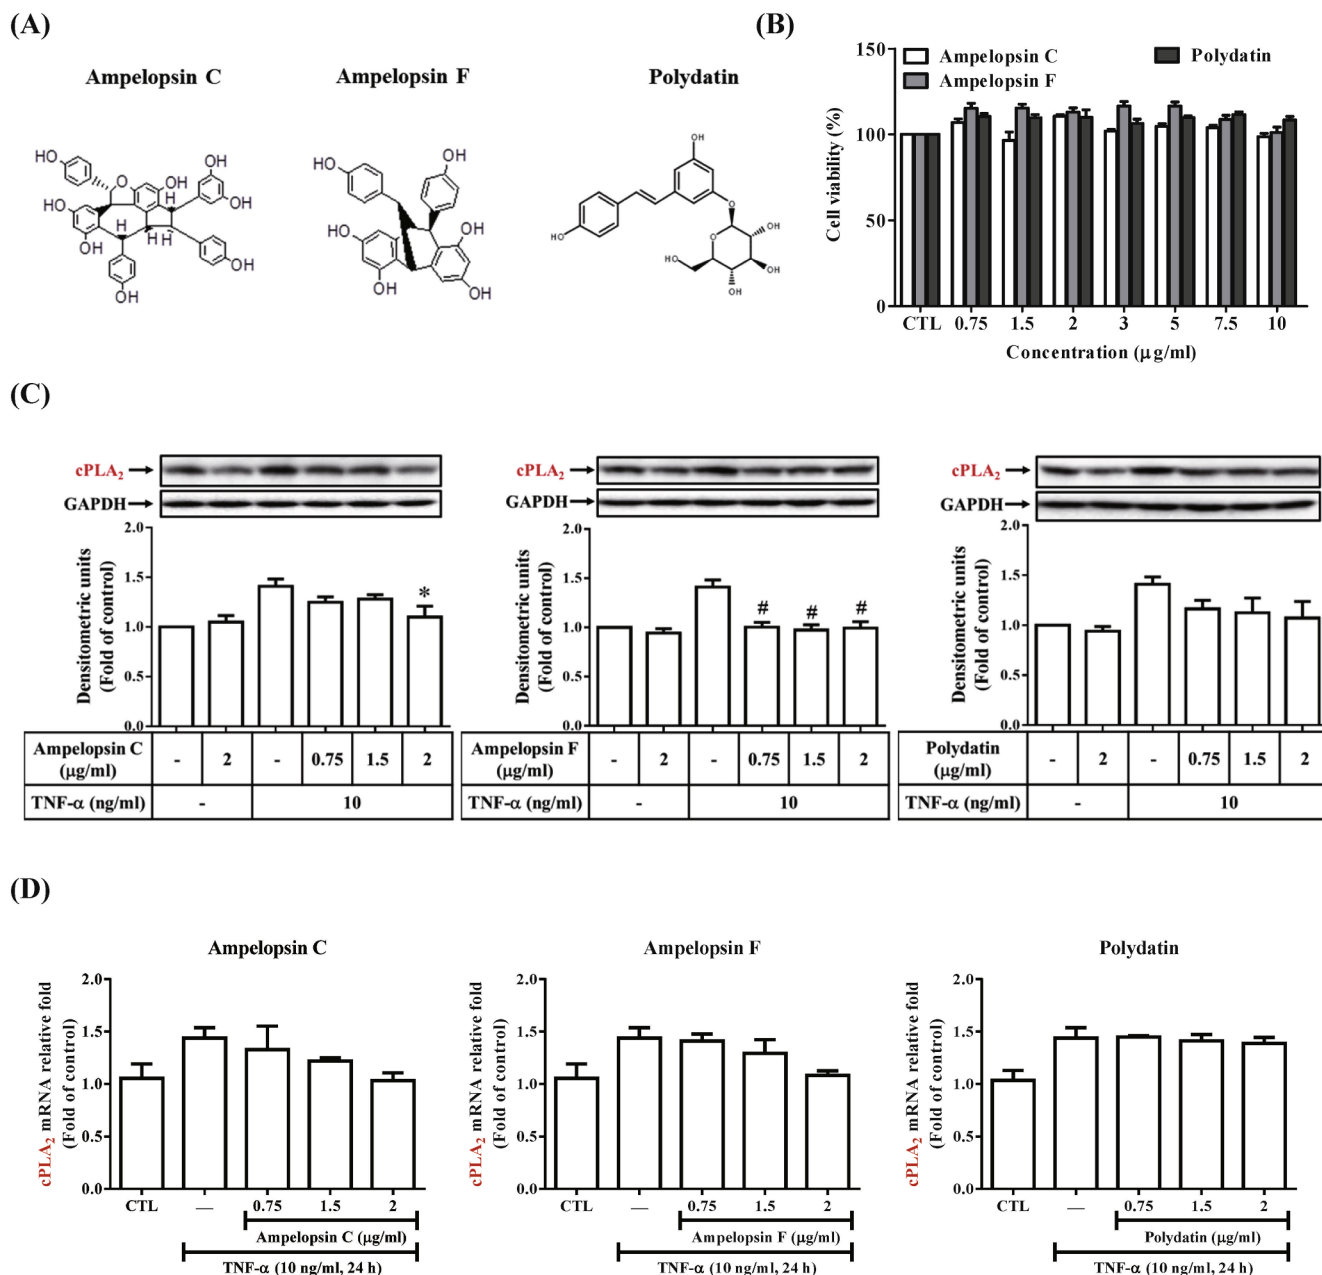 (A)
Ampelopsin C
Ampelopsin F
Polydatin
HO
OH
O
OH
H
OH
HO
HO
H
H
H
OH
OH
OH
HO
OH
HO
OH
OH
OH
OH
HO
O
O
OH
HO
OH
OH
(B)
150
100
50
0
Cell viability (%)
Ampelopsin C
Ampelopsin F
Polydatin
CTL 0.75 1.5 2 3 5 7.5 10
Concentration (μg/ml)
(C)
cPLA2
GAPDH
2.0
1.5
1.0
0.5
0.0
Densitometric units
(Fold of control)
*
Ampelopsin C
(μg/ml)
- 2 - 0.75 1.5 2
TNF-α (ng/ml)
- 10
cPLA2
GAPDH
2.0
1.5
1.0
0.5
0.0
Densitometric units
(Fold of control)
# # #
Ampelopsin F
(μg/ml)
- 2 - 0.75 1.5 2
TNF-α (ng/ml)
- 10
cPLA2
GAPDH
2.0
1.5
1.0
0.5
0.0
Densitometric units
(Fold of control)
Polydatin
(μg/ml)
- 2 - 0.75 1.5 2
TNF-α (ng/ml)
- 10
(D)
Ampelopsin C
2.0
1.5
1.0
0.5
0.0
cPLA2 mRNA relative fold
(Fold of control)
CTL — 0.75 1.5 2
Ampelopsin C (μg/ml)
TNF-α (10 ng/ml, 24 h)
Ampelopsin F
2.0
1.5
1.0
0.5
0.0
cPLA2 mRNA relative fold
(Fold of control)
CTL — 0.75 1.5 2
Ampelopsin F (μg/ml)
TNF-α (10 ng/ml, 24 h)
Polydatin
2.0
1.5
1.0
0.5
0.0
cPLA2 mRNA relative fold
(Fold of control)
CTL — 0.75 1.5 2
Polydatin (μg/ml)
TNF-α (10 ng/ml, 24 h)